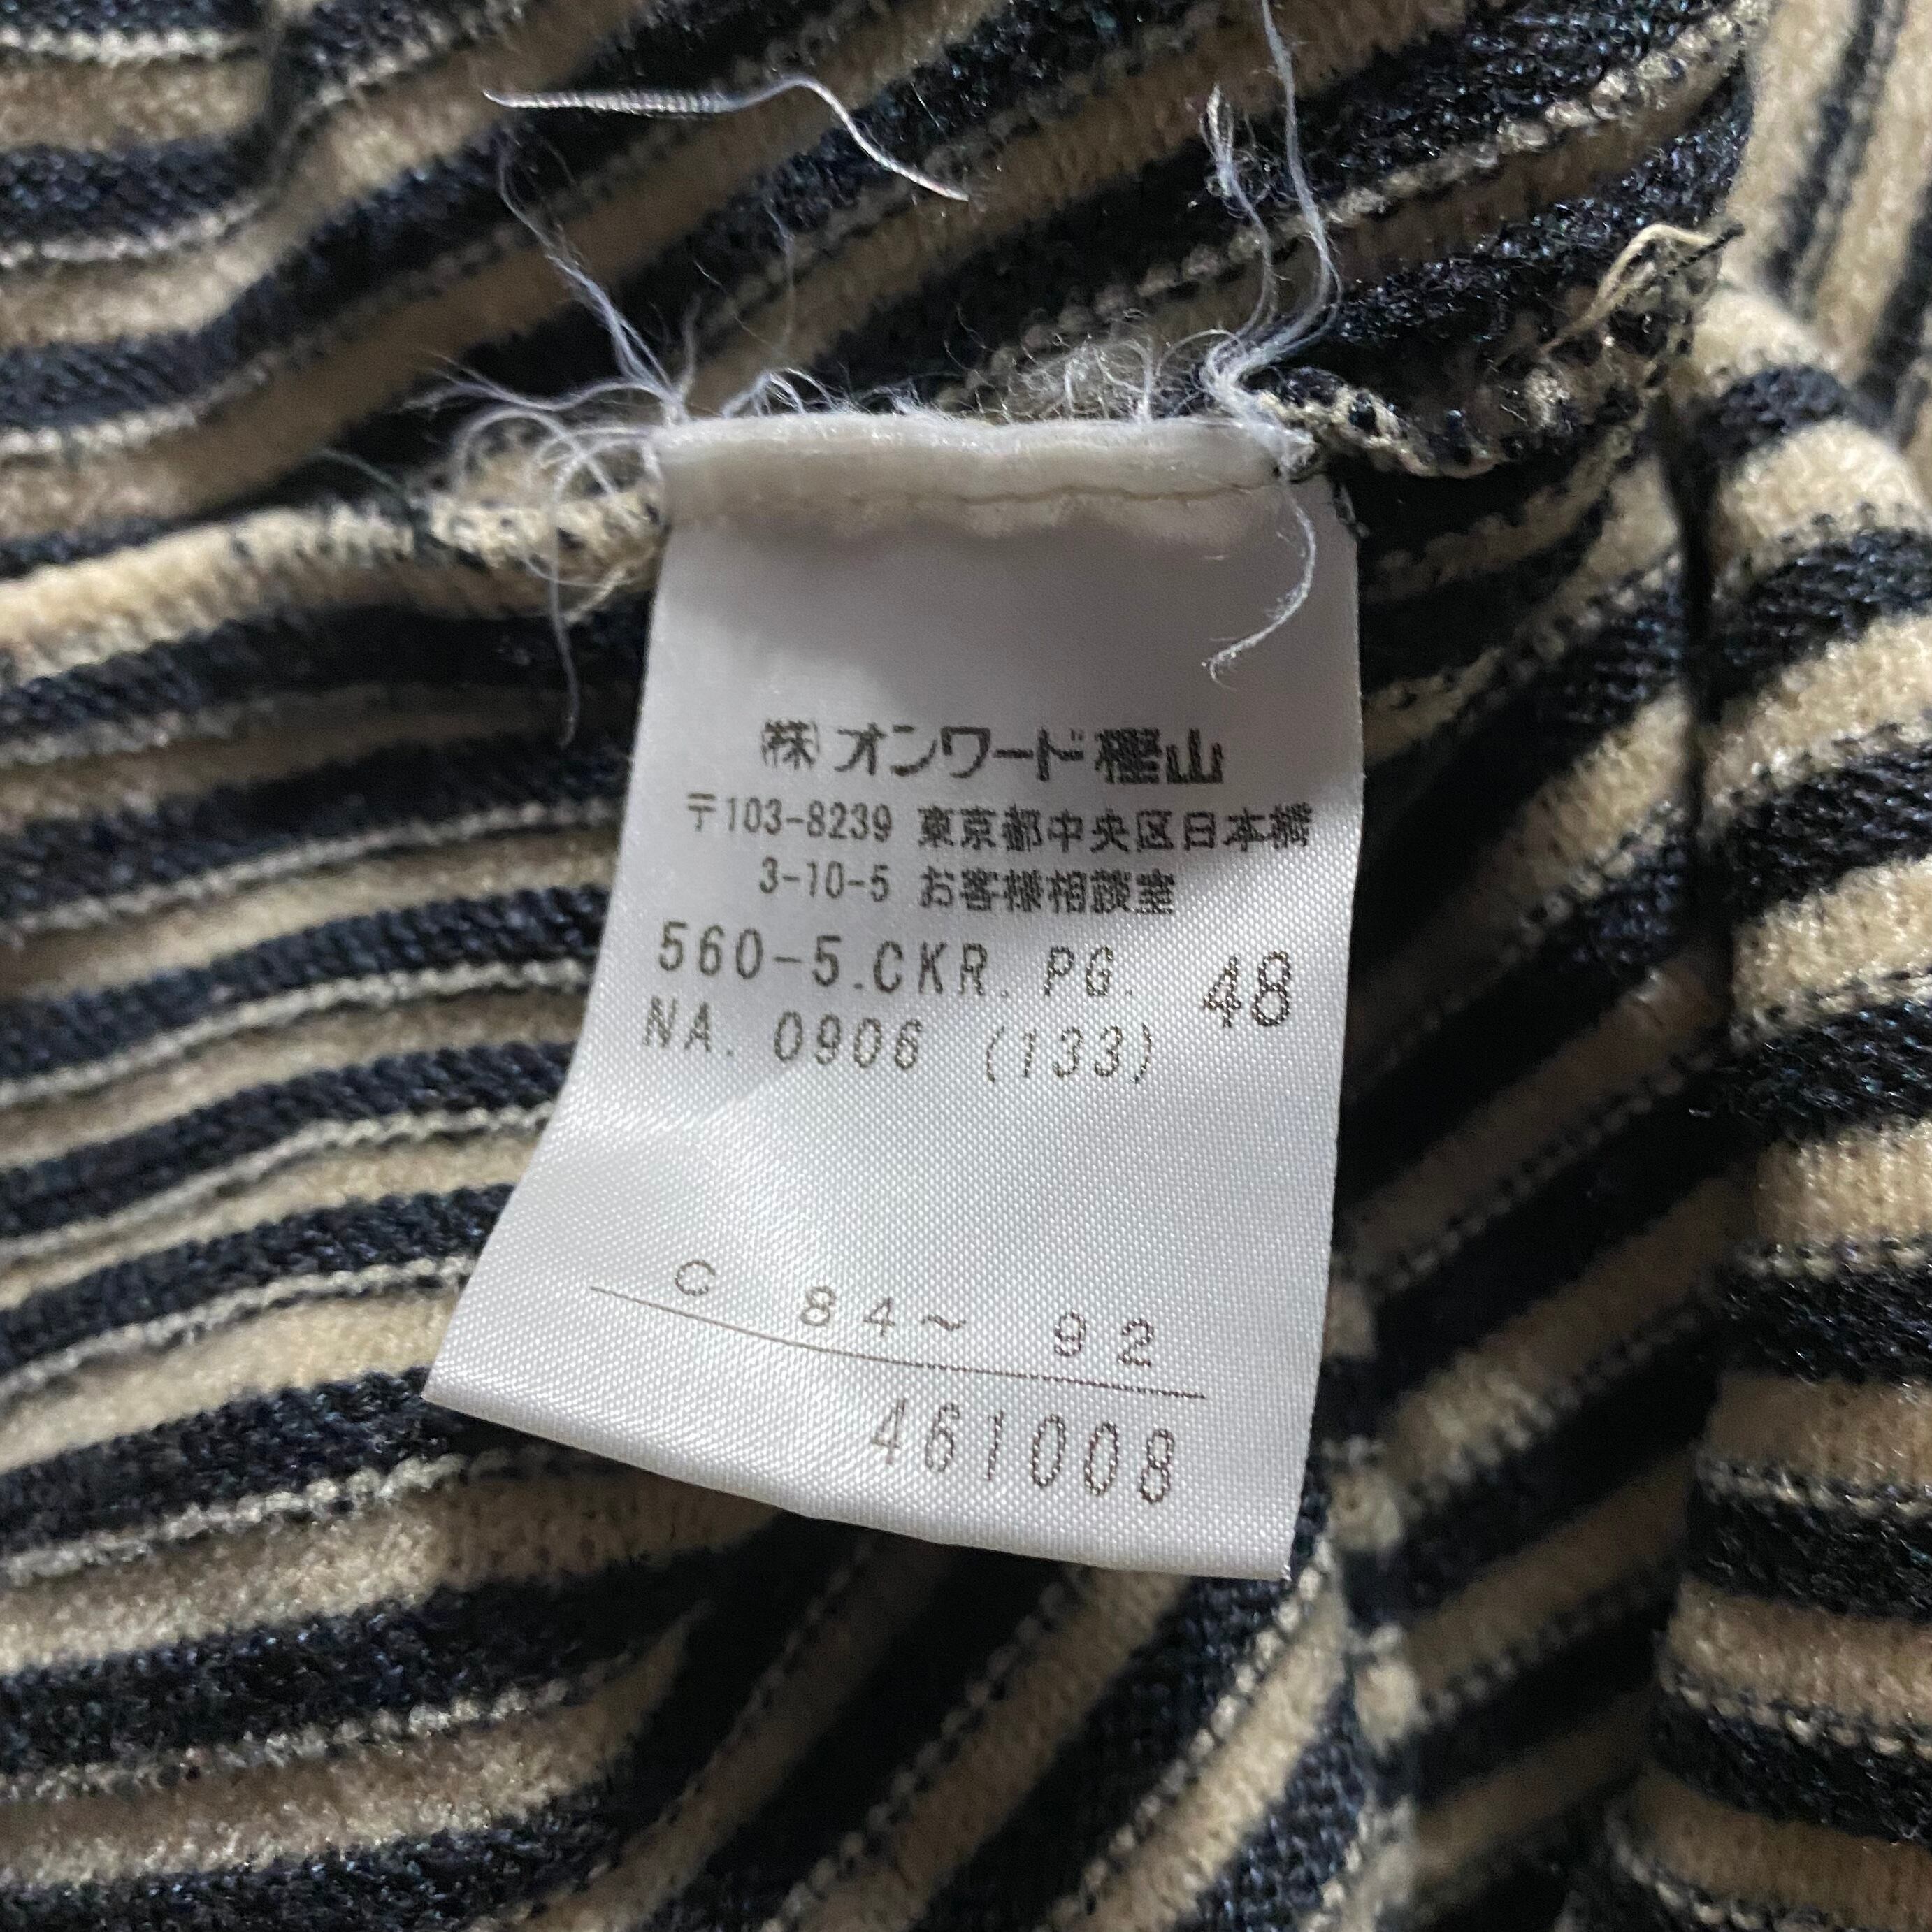 ㈱オンワード樫山
〒103-8239 東京都中央区日本橋
3-10-5 お客様相談室
560-5.CKR. PG. 48
NA. 0906 (133)
C 84～ 92
461008